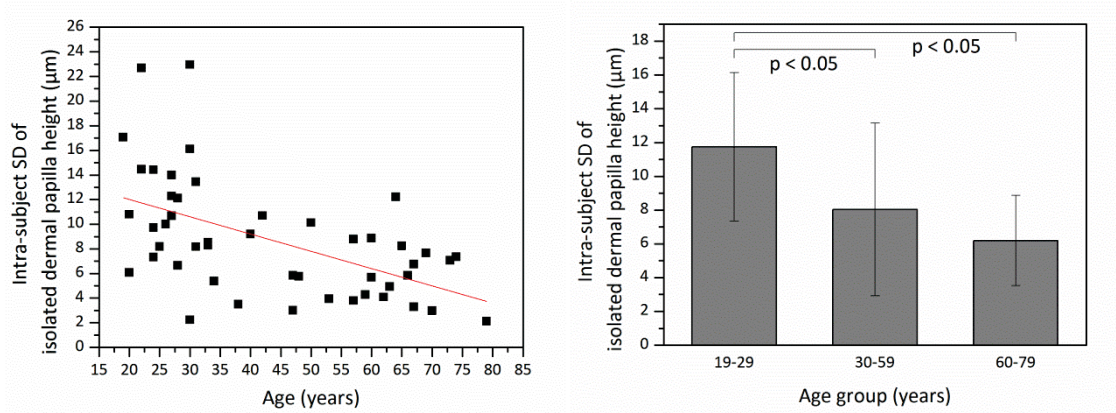 Intra-subject SD of
isolated dermal papilla height (µm)
26
24
22
20
18
16
14
12
10
8
6
4
2
0
15 20 25 30 35 40 45 50 55 60 65 70 75 80 85
Age (years)
Intra-subject SD of
isolated dermal papilla height (µm)
18
16
14
12
10
8
6
4
2
0
p < 0.05
p < 0.05
19-29 30-59 60-79
Age group (years)